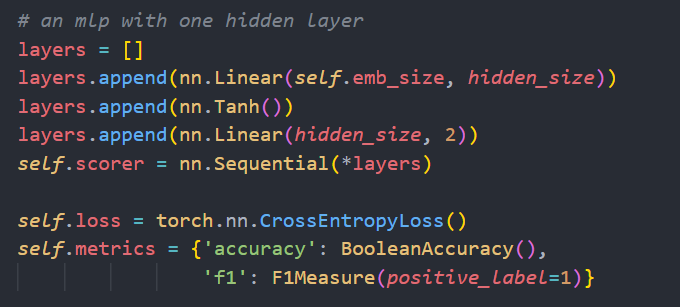 # an mlp with one hidden layer
layers = []
layers.append(nn.Linear(self.emb_size, hidden_size))
layers.append(nn.Tanh())
layers.append(nn.Linear(hidden_size, 2))
self.scorer = nn.Sequential(*layers)

self.loss = torch.nn.CrossEntropyLoss()
self.metrics = {'accuracy': BooleanAccuracy(),
                'f1': F1Measure(positive_label=1)}